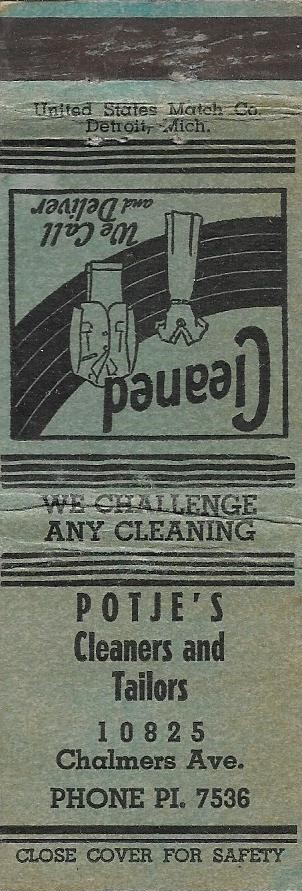 United States Match Co.
Detroit, Mich.
Cleaned
We Call
and Deliver
WE CHALLENGE
ANY CLEANING
POTJE'S
Cleaners and
Tailors
10825
Chalmers Ave.
PHONE PI. 7536
CLOSE COVER FOR SAFETY